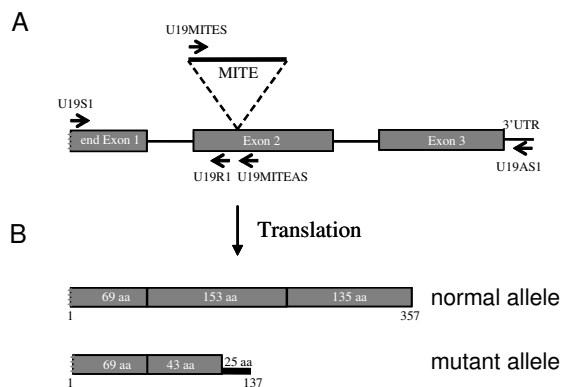 A
U19MITES
MITE
U19S1
3'UTR
end Exon 1
Exon 2
Exon 3
U19R1
U19MITEAS
U19AS1
Translation
B
69 aa
153 aa
135 aa
normal allele
1
357
69 aa
43 aa
25 aa
mutant allele
1
137